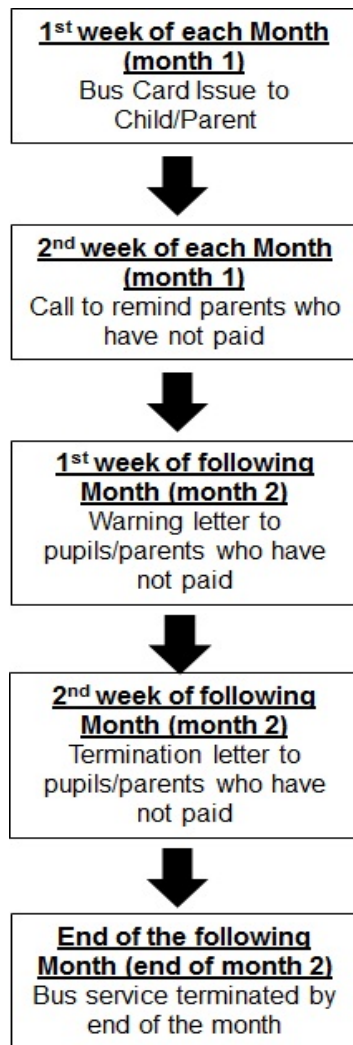 1st week of each Month
(month 1)
Bus Card Issue to
Child/Parent
2nd week of each Month
(month 1)
Call to remind parents who
have not paid
1st week of following
Month (month 2)
Warning letter to
pupils/parents who have
not paid
2nd week of following
Month (month 2)
Termination letter to
pupils/parents who have
not paid
End of the following
Month (end of month 2)
Bus service terminated by
end of the month